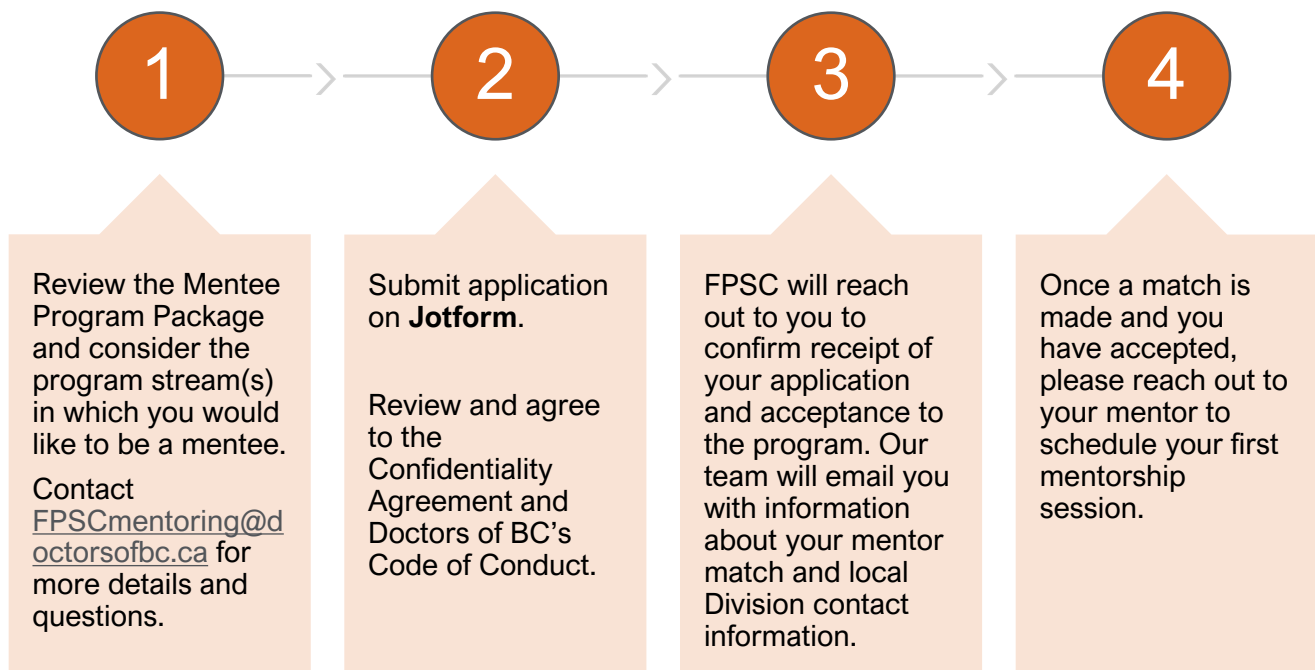 1
2
3
4
Review the Mentee
Program Package
and consider the
program stream(s)
in which you would
like to be a mentee.
Contact
FPSCmentoring@d
octorsofbc.ca for
more details and
questions.
Submit application
on Jotform.
Review and agree
to the
Confidentiality
Agreement and
Doctors of BC’s
Code of Conduct.
FPSC will reach
out to you to
confirm receipt of
your application
and acceptance to
the program. Our
team will email you
with information
about your mentor
match and local
Division contact
information.
Once a match is
made and you
have accepted,
please reach out to
your mentor to
schedule your first
mentorship
session.